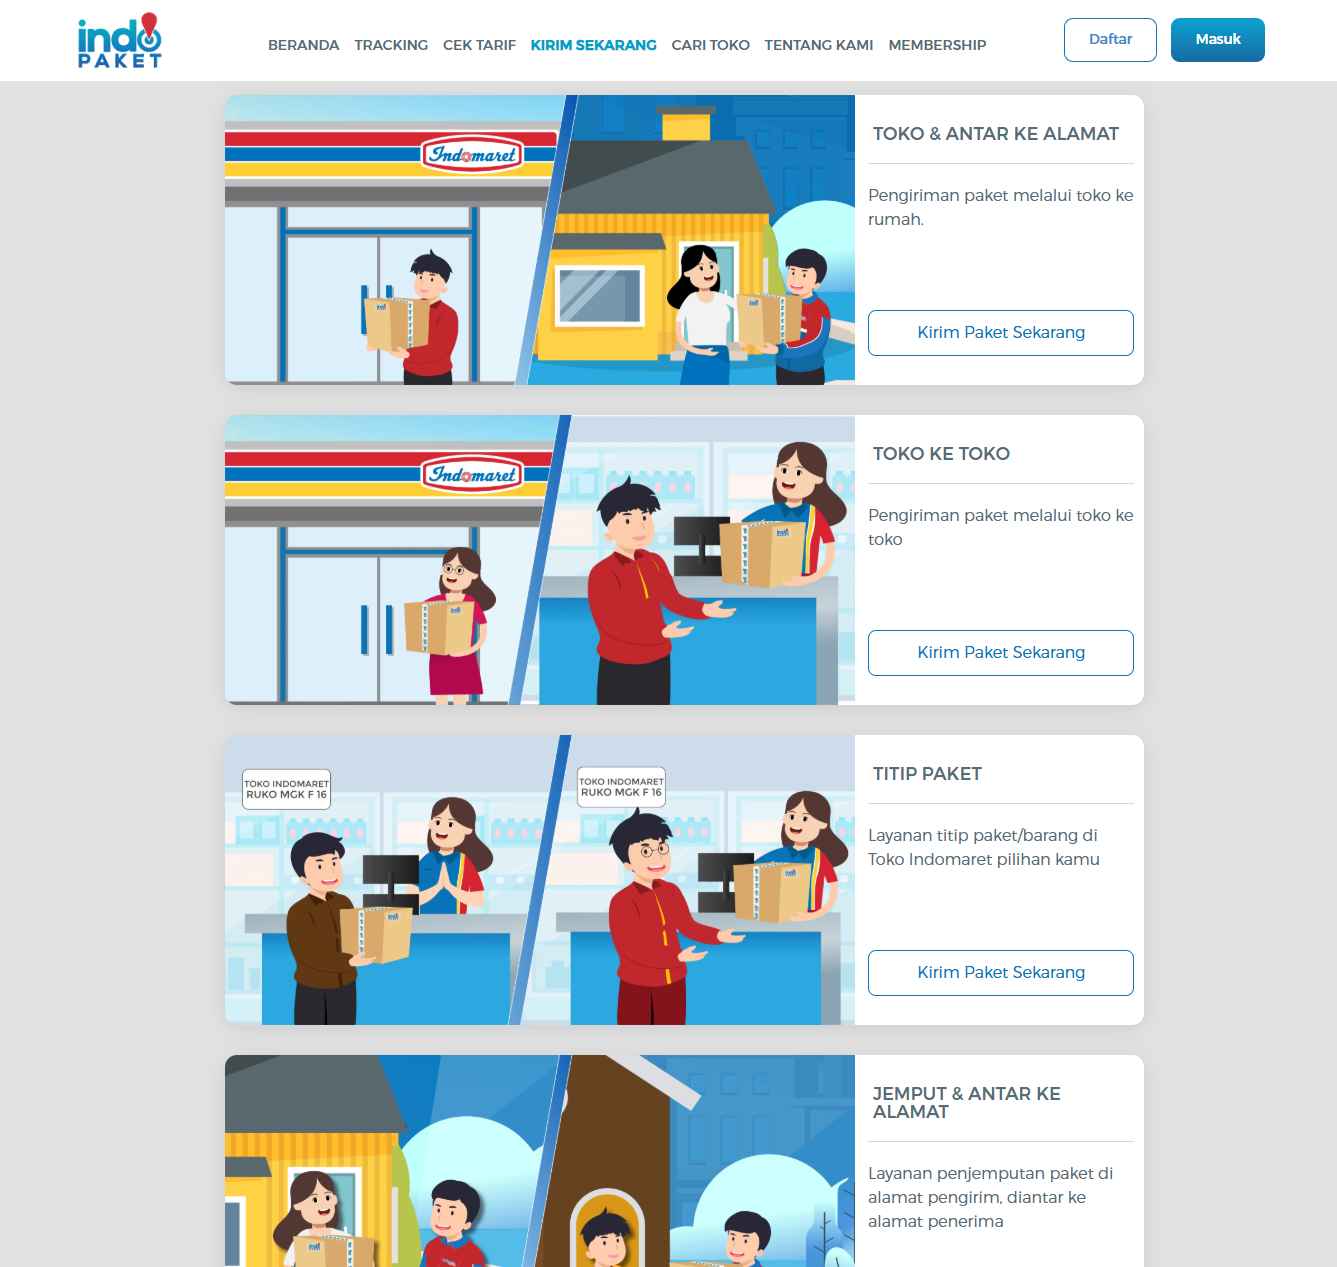 indo
PAKET
BERANDA TRACKING CEK TARIF KIRIM SEKARANG CARI TOKO TENTANG KAMI MEMBERSHIP
Daftar
Masuk
Indomaret
TOKO & ANTAR KE ALAMAT
Pengiriman paket melalui toko ke
rumah.
Kirim Paket Sekarang
Indomaret
TOKO KE TOKO
Pengiriman paket melalui toko ke
toko
Kirim Paket Sekarang
TOKO INDOMARET
RUKO MGK F 16
TOKO INDOMARET
RUKO MGK F 16
TITIP PAKET
Layanan titip paket/barang di
Toko Indomaret pilihan kamu
Kirim Paket Sekarang
JEMPUT & ANTAR KE
ALAMAT
Layanan penjemputan paket di
alamat pengirim, diantar ke
alamat penerima